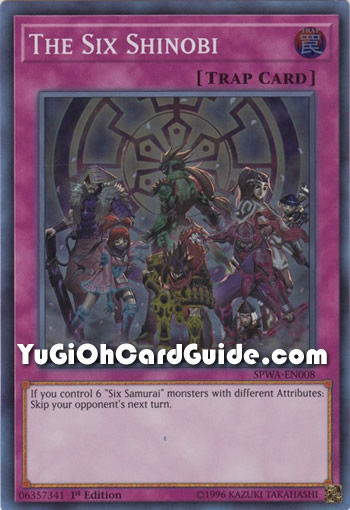 THE SIX SHINOBI
TRAP
罠
[TRAP CARD]
YuGiOhCardGuide.com
SPWA-EN008
If you control 6 "Six Samurai" monsters with different Attributes:
Skip your opponent's next turn.
06357341 1st Edition ©1996 KAZUKI TAKAHASHI